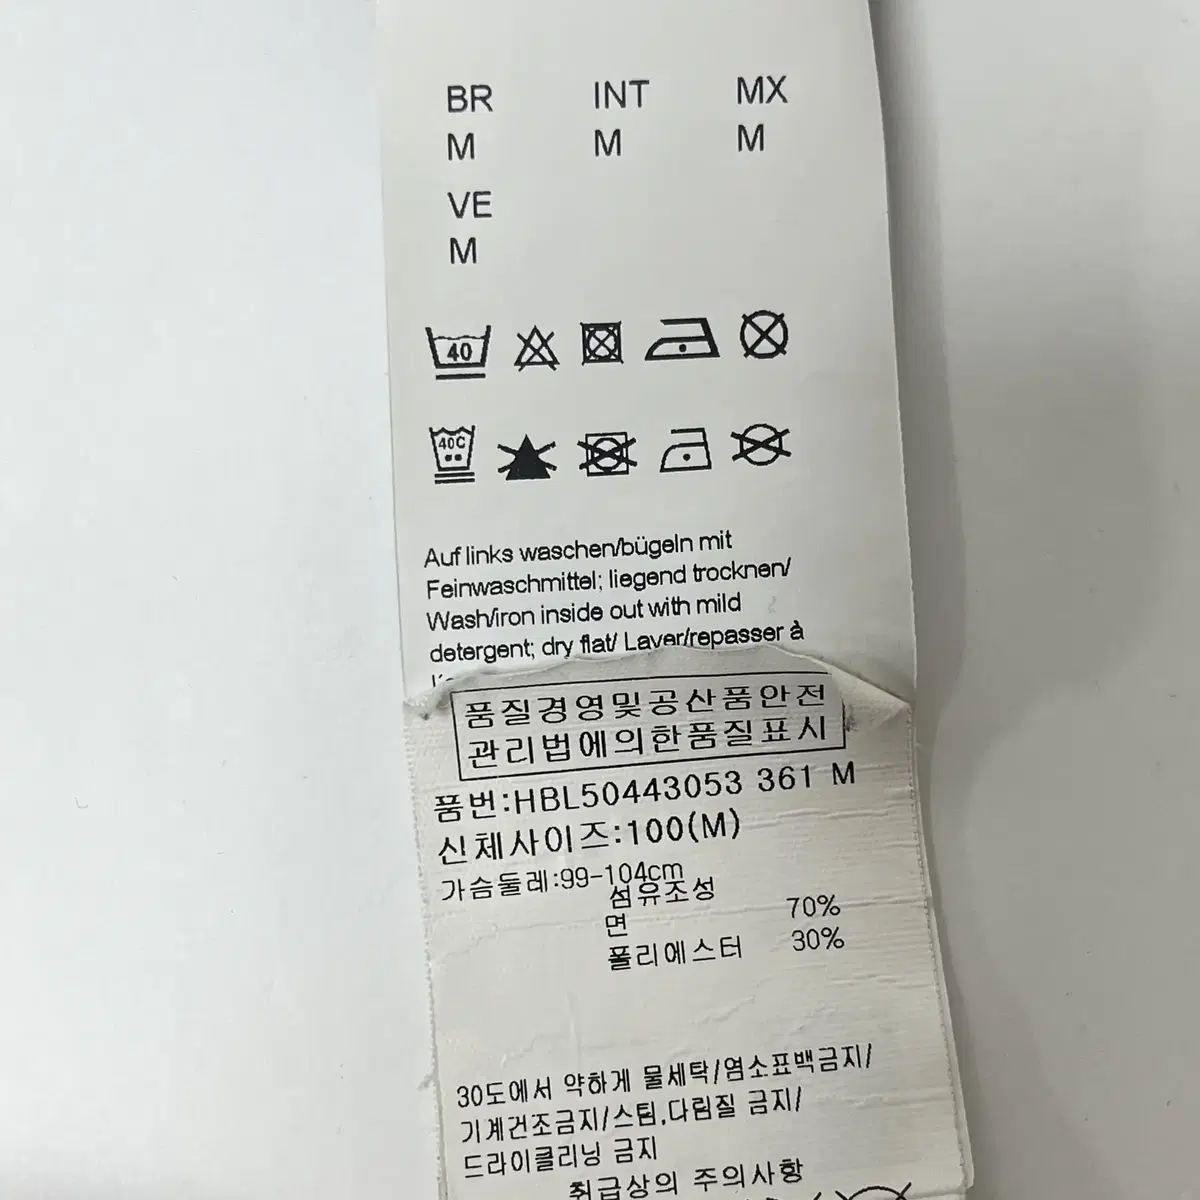 BR INT MX
M M M
VE
M
40
40C
Auf links waschen/bügeln mit
Feinwaschmittel; liegend trocknen/
Wash/iron inside out with mild
detergent; dry flat/ Laver/repasser à
품질경영및공산품안전
관리법에의한품질표시
품번:HBL50443053 361 M
신체사이즈:100(M)
가슴둘레:99-104cm
섬유조성
면 70%
폴리에스터 30%
30도에서 약하게 물세탁/염소표백금지/
기계건조금지/스팀,다림질 금지/
드라이클리닝 금지
취급상의 주의사항